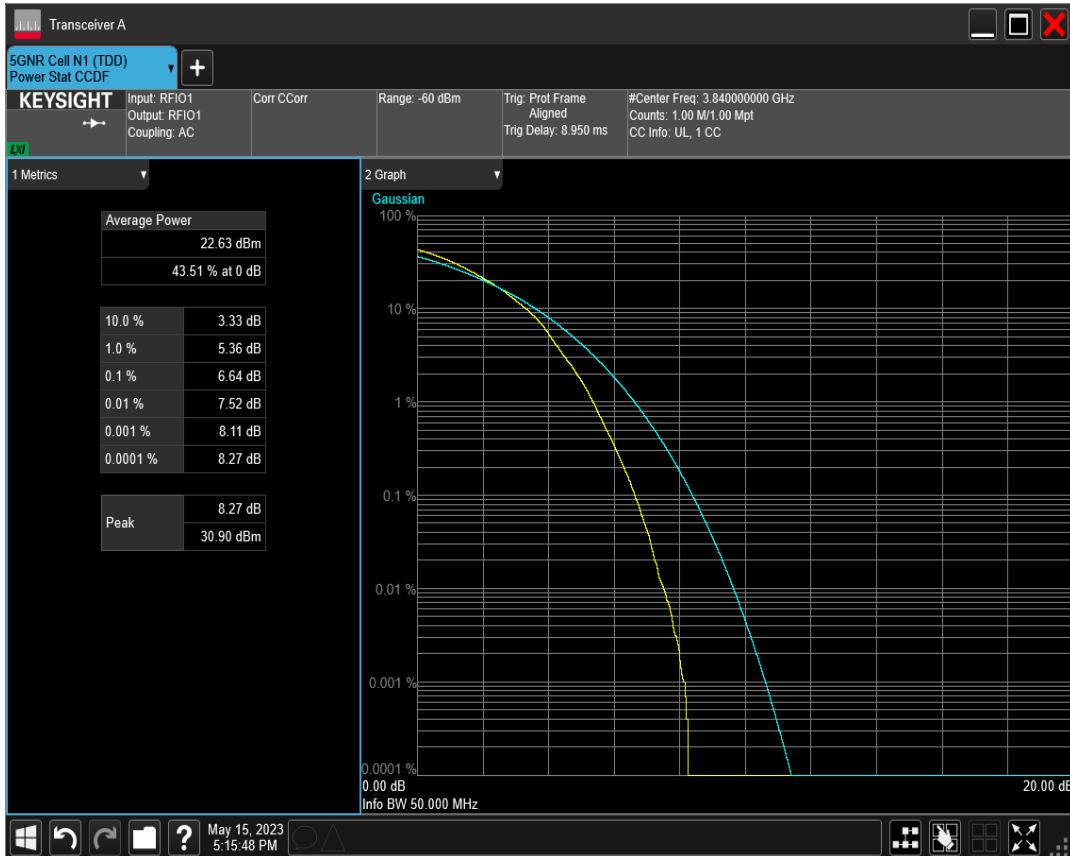 Transceiver A
5GNR Cell N1 (TDD)
Power Stat CCDF
+
KEYSIGHT
LXI
Input: RFIO1
Output: RFIO1
Coupling: AC
Corr CCorr
Range: -60 dBm
Trig: Prot Frame
Aligned
Trig Delay: 8.950 ms
#Center Freq: 3.840000000 GHz
Counts: 1.00 M/1.00 Mpt
CC Info: UL, 1 CC
1 Metrics
Average Power
22.63 dBm
43.51 % at 0 dB
10.0 % 3.33 dB
1.0 % 5.36 dB
0.1 % 6.64 dB
0.01 % 7.52 dB
0.001 % 8.11 dB
0.0001 % 8.27 dB
Peak 8.27 dB
30.90 dBm
2 Graph
Gaussian
100 %
10 %
1 %
0.1 %
0.01 %
0.001 %
0.0001 %
0.00 dB 20.00 dB
Info BW 50.000 MHz
?
May 15, 2023
5:15:48 PM